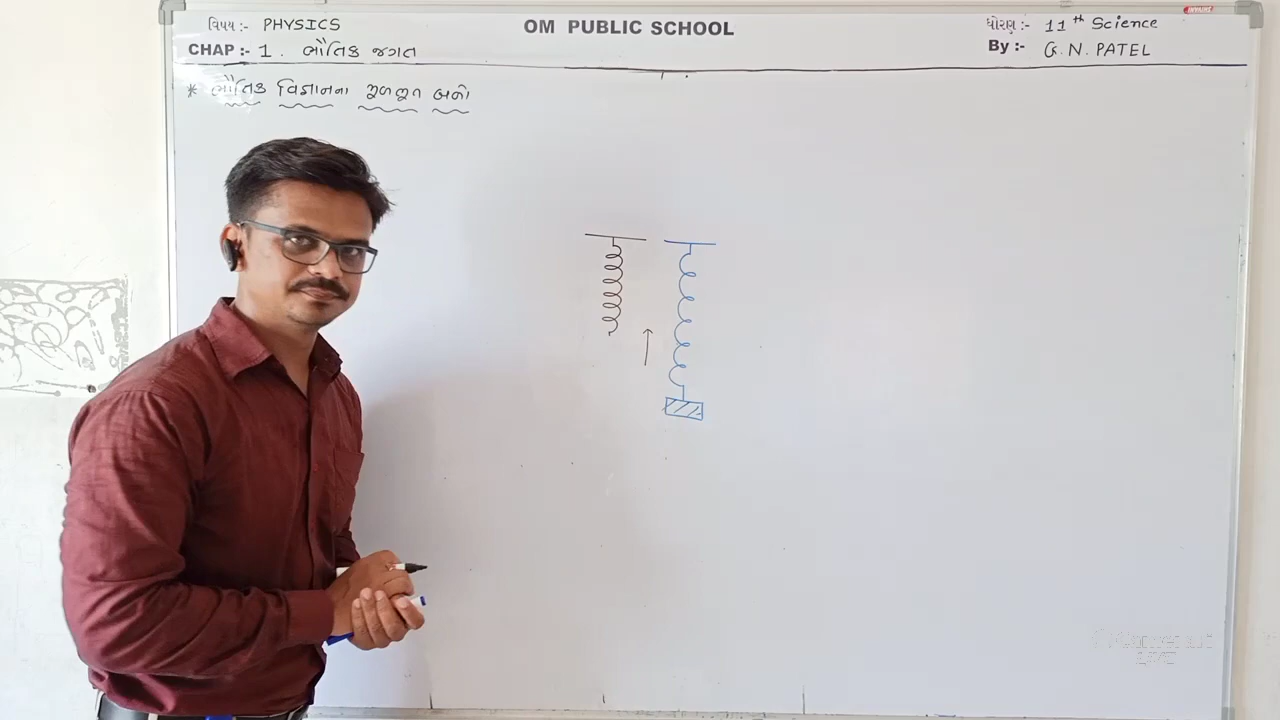 વિષય :- PHYSICS
OM PUBLIC SCHOOL
ધોરણ :- 11th Science
CHAP :- 1. ભૌતિક જગત
By :- G. N. PATEL
* ભૌતિક વિજ્ઞાનના મુળભૂત બળો